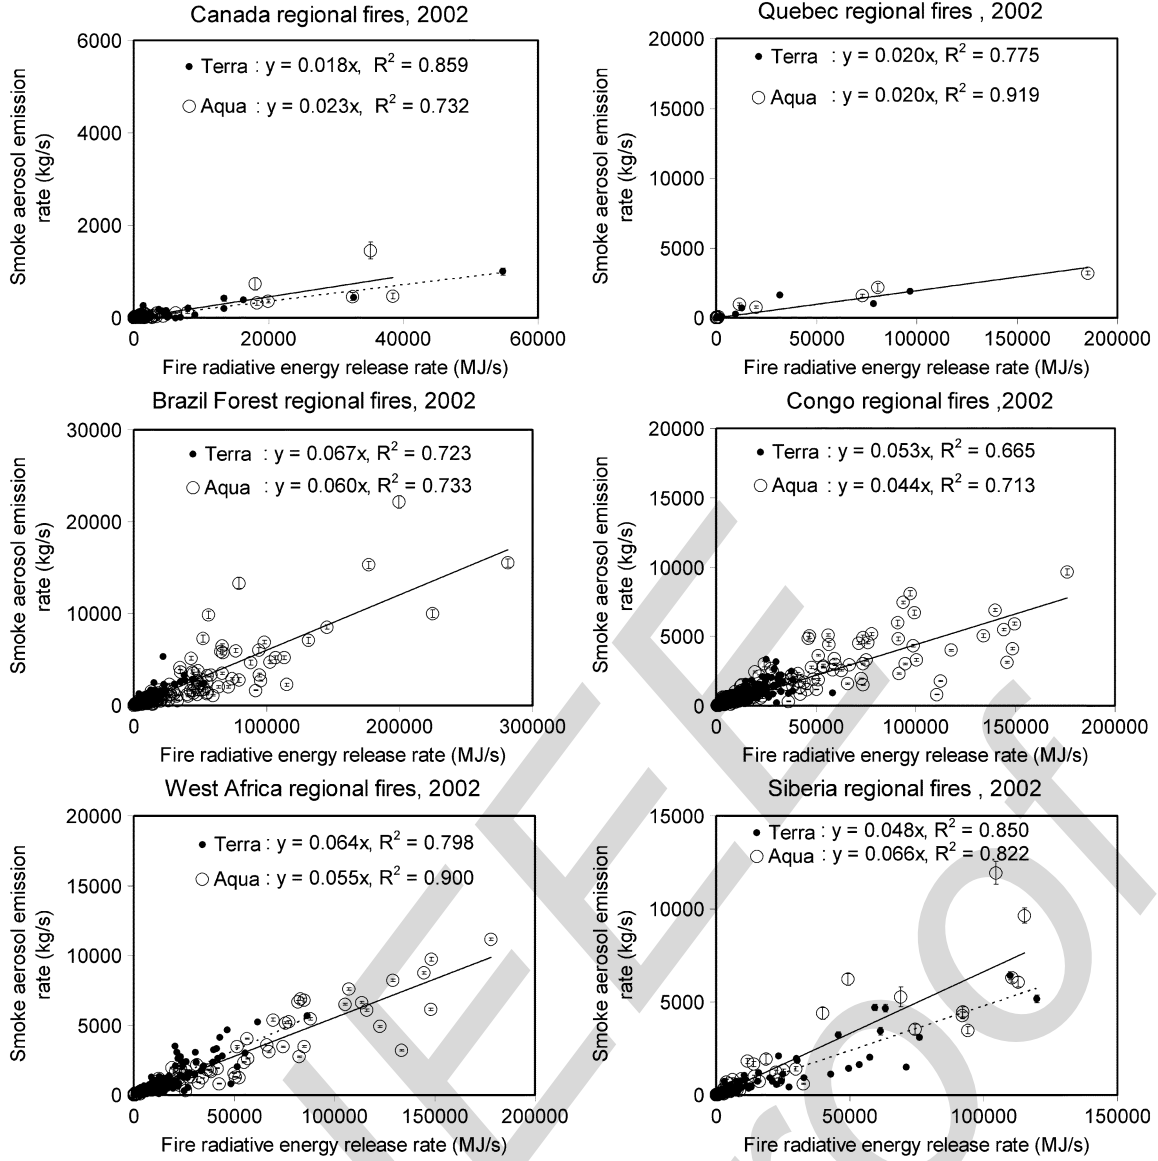 Canada regional fires, 2002
6000
4000
2000
0
Smoke aerosol emission
rate (kg/s)
Terra : y = 0.018x, R² = 0.859
Aqua : y = 0.023x, R² = 0.732
0 20000 40000 60000
Fire radiative energy release rate (MJ/s)
Quebec regional fires , 2002
20000
15000
10000
5000
0
Smoke aerosol emission
rate (kg/s)
Terra : y = 0.020x, R² = 0.775
Aqua : y = 0.020x, R² = 0.919
0 50000 100000 150000 200000
Fire radiative energy release rate (MJ/s)
Brazil Forest regional fires, 2002
30000
20000
10000
0
Smoke aerosol emission
rate (kg/s)
Terra : y = 0.067x, R² = 0.723
Aqua : y = 0.060x, R² = 0.733
0 100000 200000 300000
Fire radiative energy release rate (MJ/s)
Congo regional fires ,2002
20000
15000
10000
5000
0
Smoke aerosol emission
rate (kg/s)
Terra : y = 0.053x, R² = 0.665
Aqua : y = 0.044x, R² = 0.713
0 50000 100000 150000 200000
Fire radiative energy release rate (MJ/s)
West Africa regional fires, 2002
20000
15000
10000
5000
0
Smoke aerosol emission
rate (kg/s)
Terra : y = 0.064x, R² = 0.798
Aqua : y = 0.055x, R² = 0.900
0 50000 100000 150000 200000
Fire radiative energy release rate (MJ/s)
Siberia regional fires , 2002
15000
10000
5000
0
Smoke aerosol emission
rate (kg/s)
Terra : y = 0.048x, R² = 0.850
Aqua : y = 0.066x, R² = 0.822
0 50000 100000 150000
Fire radiative energy release rate (MJ/s)
IEEE
roof